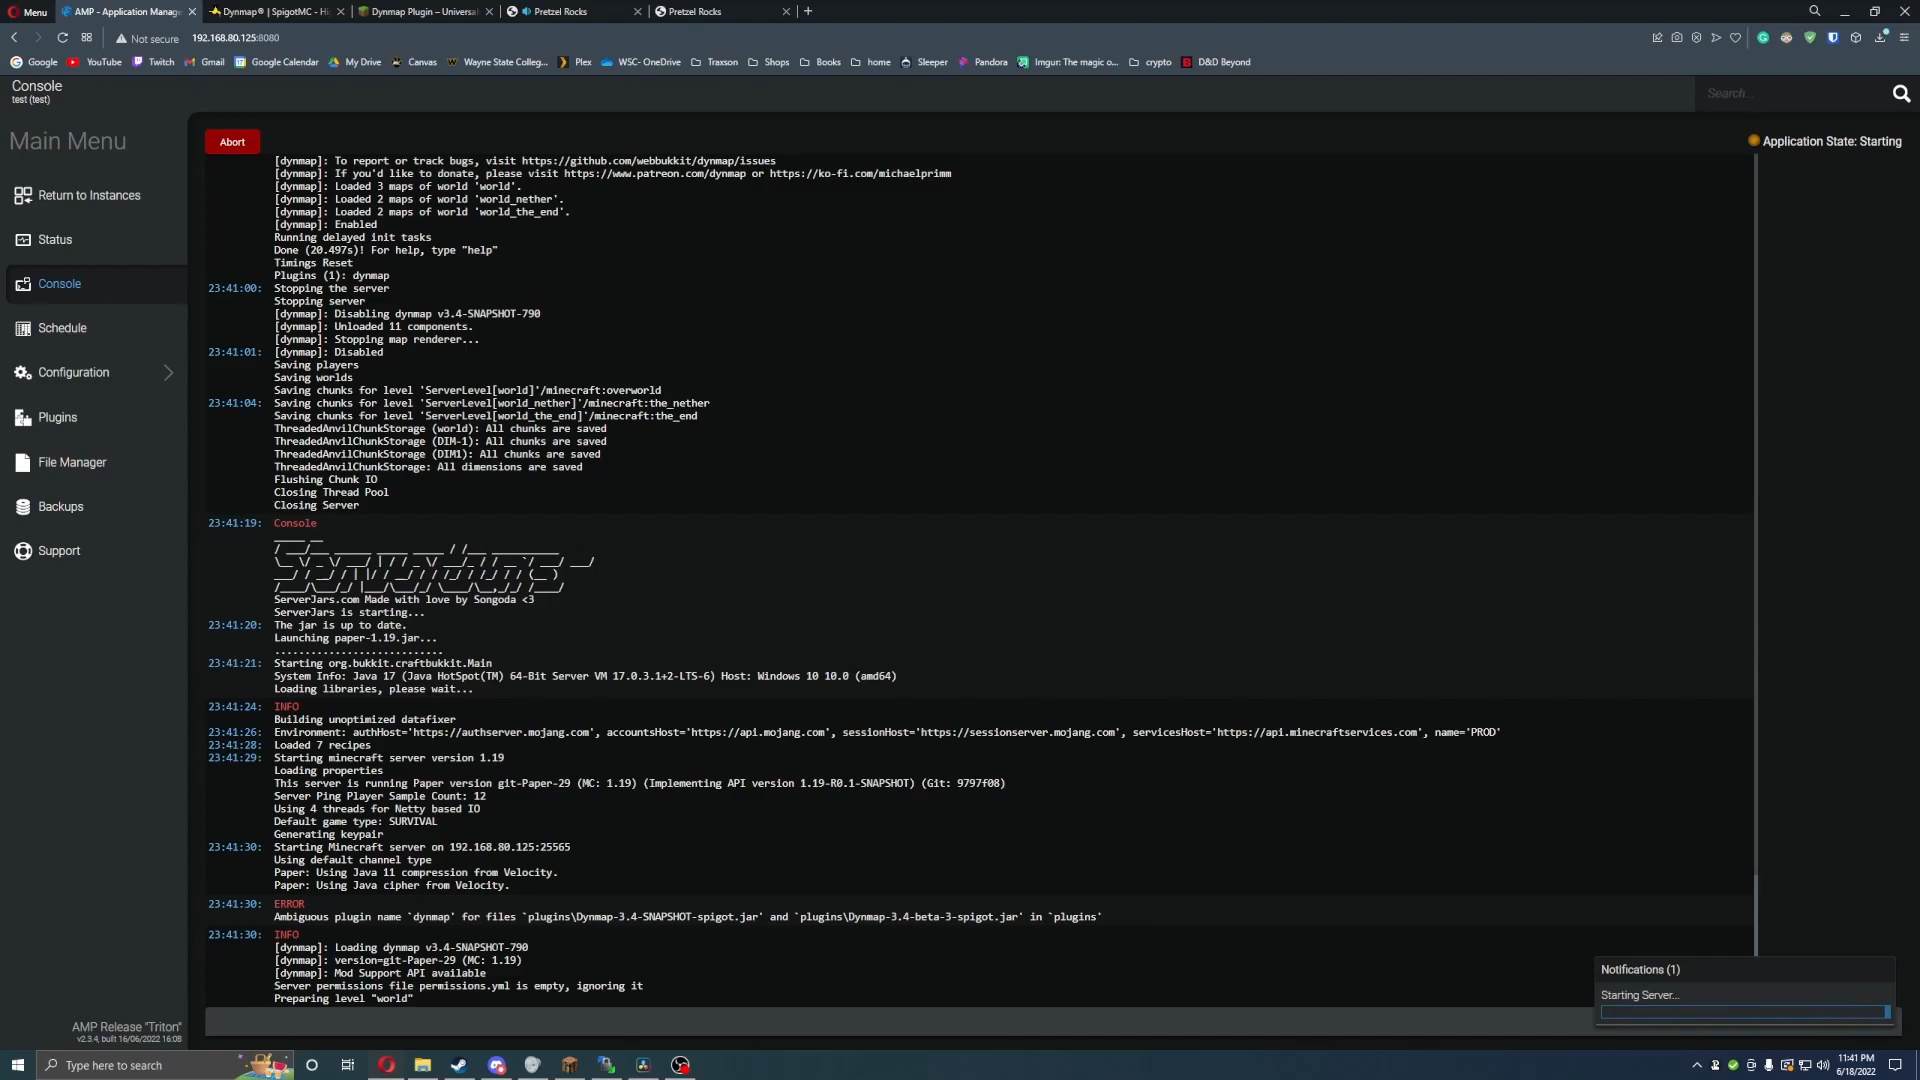 Menu
AMP - Application Manage
Dynmap® | SpigotMC - Hi
Dynmap Plugin – Universa
Pretzel Rocks
Pretzel Rocks
Not secure 192.168.80.125:8080
Google YouTube Twitch Gmail Google Calendar My Drive Canvas Wayne State Colleg... Plex WSC- OneDrive Traxson Shops Books home Sleeper Pandora Imgur: The magic o... crypto D&D Beyond
Console
test (test)
Search...
Main Menu
Return to Instances
Status
Console
Schedule
Configuration
Plugins
File Manager
Backups
Support
AMP Release "Triton"
v2.3.4, built 16/06/2022 16:08
Abort
Application State: Starting
[dynmap]: To report or track bugs, visit https://github.com/webbukkit/dynmap/issues
[dynmap]: If you'd like to donate, please visit https://www.patreon.com/dynmap or https://ko-fi.com/michaelprimm
[dynmap]: Loaded 3 maps of world 'world'.
[dynmap]: Loaded 2 maps of world 'world_nether'.
[dynmap]: Loaded 2 maps of world 'world_the_end'.
[dynmap]: Enabled
Running delayed init tasks
Done (20.497s)! For help, type "help"
Timings Reset
Plugins (1): dynmap
23:41:00: Stopping the server
Stopping server
[dynmap]: Disabling dynmap v3.4-SNAPSHOT-790
[dynmap]: Unloaded 11 components.
[dynmap]: Stopping map renderer...
23:41:01: [dynmap]: Disabled
Saving players
Saving worlds
Saving chunks for level 'ServerLevel[world]'/minecraft:overworld
23:41:04: Saving chunks for level 'ServerLevel[world_nether]'/minecraft:the_nether
Saving chunks for level 'ServerLevel[world_the_end]'/minecraft:the_end
ThreadedAnvilChunkStorage (world): All chunks are saved
ThreadedAnvilChunkStorage (DIM-1): All chunks are saved
ThreadedAnvilChunkStorage (DIM1): All chunks are saved
ThreadedAnvilChunkStorage: All dimensions are saved
Flushing Chunk IO
Closing Thread Pool
Closing Server
23:41:19: Console
ServerJars.com Made with love by Songoda <3
ServerJars is starting...
23:41:20: The jar is up to date.
Launching paper-1.19.jar...
...........................
23:41:21: Starting org.bukkit.craftbukkit.Main
System Info: Java 17 (Java HotSpot(TM) 64-Bit Server VM 17.0.3.1+2-LTS-6) Host: Windows 10 10.0 (amd64)
Loading libraries, please wait...
23:41:24: INFO
Building unoptimized datafixer
23:41:26: Environment: authHost='https://authserver.mojang.com', accountsHost='https://api.mojang.com', sessionHost='https://sessionserver.mojang.com', servicesHost='https://api.minecraftservices.com', name='PROD'
23:41:28: Loaded 7 recipes
23:41:29: Starting minecraft server version 1.19
Loading properties
This server is running Paper version git-Paper-29 (MC: 1.19) (Implementing API version 1.19-R0.1-SNAPSHOT) (Git: 9797f08)
Server Ping Player Sample Count: 12
Using 4 threads for Netty based IO
Default game type: SURVIVAL
Generating keypair
23:41:30: Starting Minecraft server on 192.168.80.125:25565
Using default channel type
Paper: Using Java 11 compression from Velocity.
Paper: Using Java cipher from Velocity.
23:41:30: ERROR
Ambiguous plugin name `dynmap' for files `plugins\Dynmap-3.4-SNAPSHOT-spigot.jar' and `plugins\Dynmap-3.4-beta-3-spigot.jar' in `plugins'
23:41:30: INFO
[dynmap]: Loading dynmap v3.4-SNAPSHOT-790
[dynmap]: version=git-Paper-29 (MC: 1.19)
[dynmap]: Mod Support API available
Server permissions file permissions.yml is empty, ignoring it
Preparing level "world"
Notifications (1)
Starting Server...
Type here to search
11:41 PM
6/18/2022